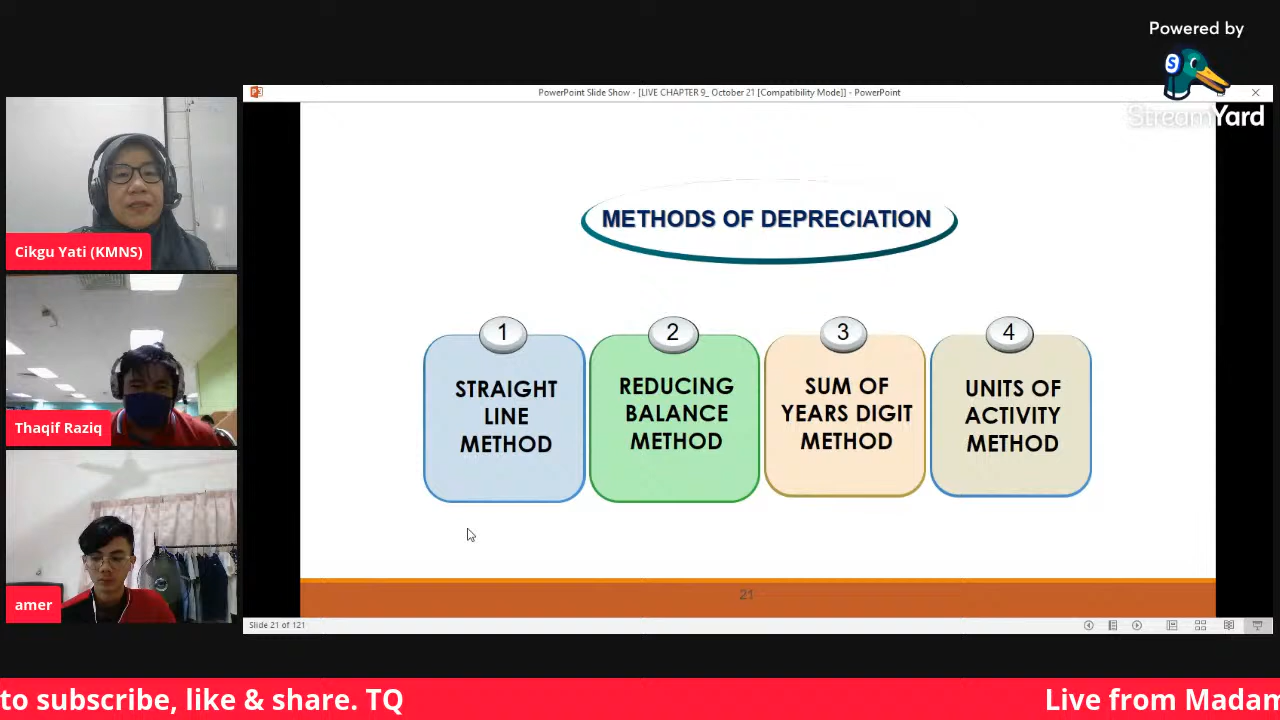 Powered by
StreamYard
PowerPoint Slide Show - [LIVE CHAPTER 9_ October 21 [Compatibility Mode]] - PowerPoint
Cikgu Yati (KMNS)
Thaqif Raziq
amer
METHODS OF DEPRECIATION
1
STRAIGHT
LINE
METHOD
2
REDUCING
BALANCE
METHOD
3
SUM OF
YEARS DIGIT
METHOD
4
UNITS OF
ACTIVITY
METHOD
21
Slide 21 of 121
to subscribe, like & share. TQ
Live from Madam